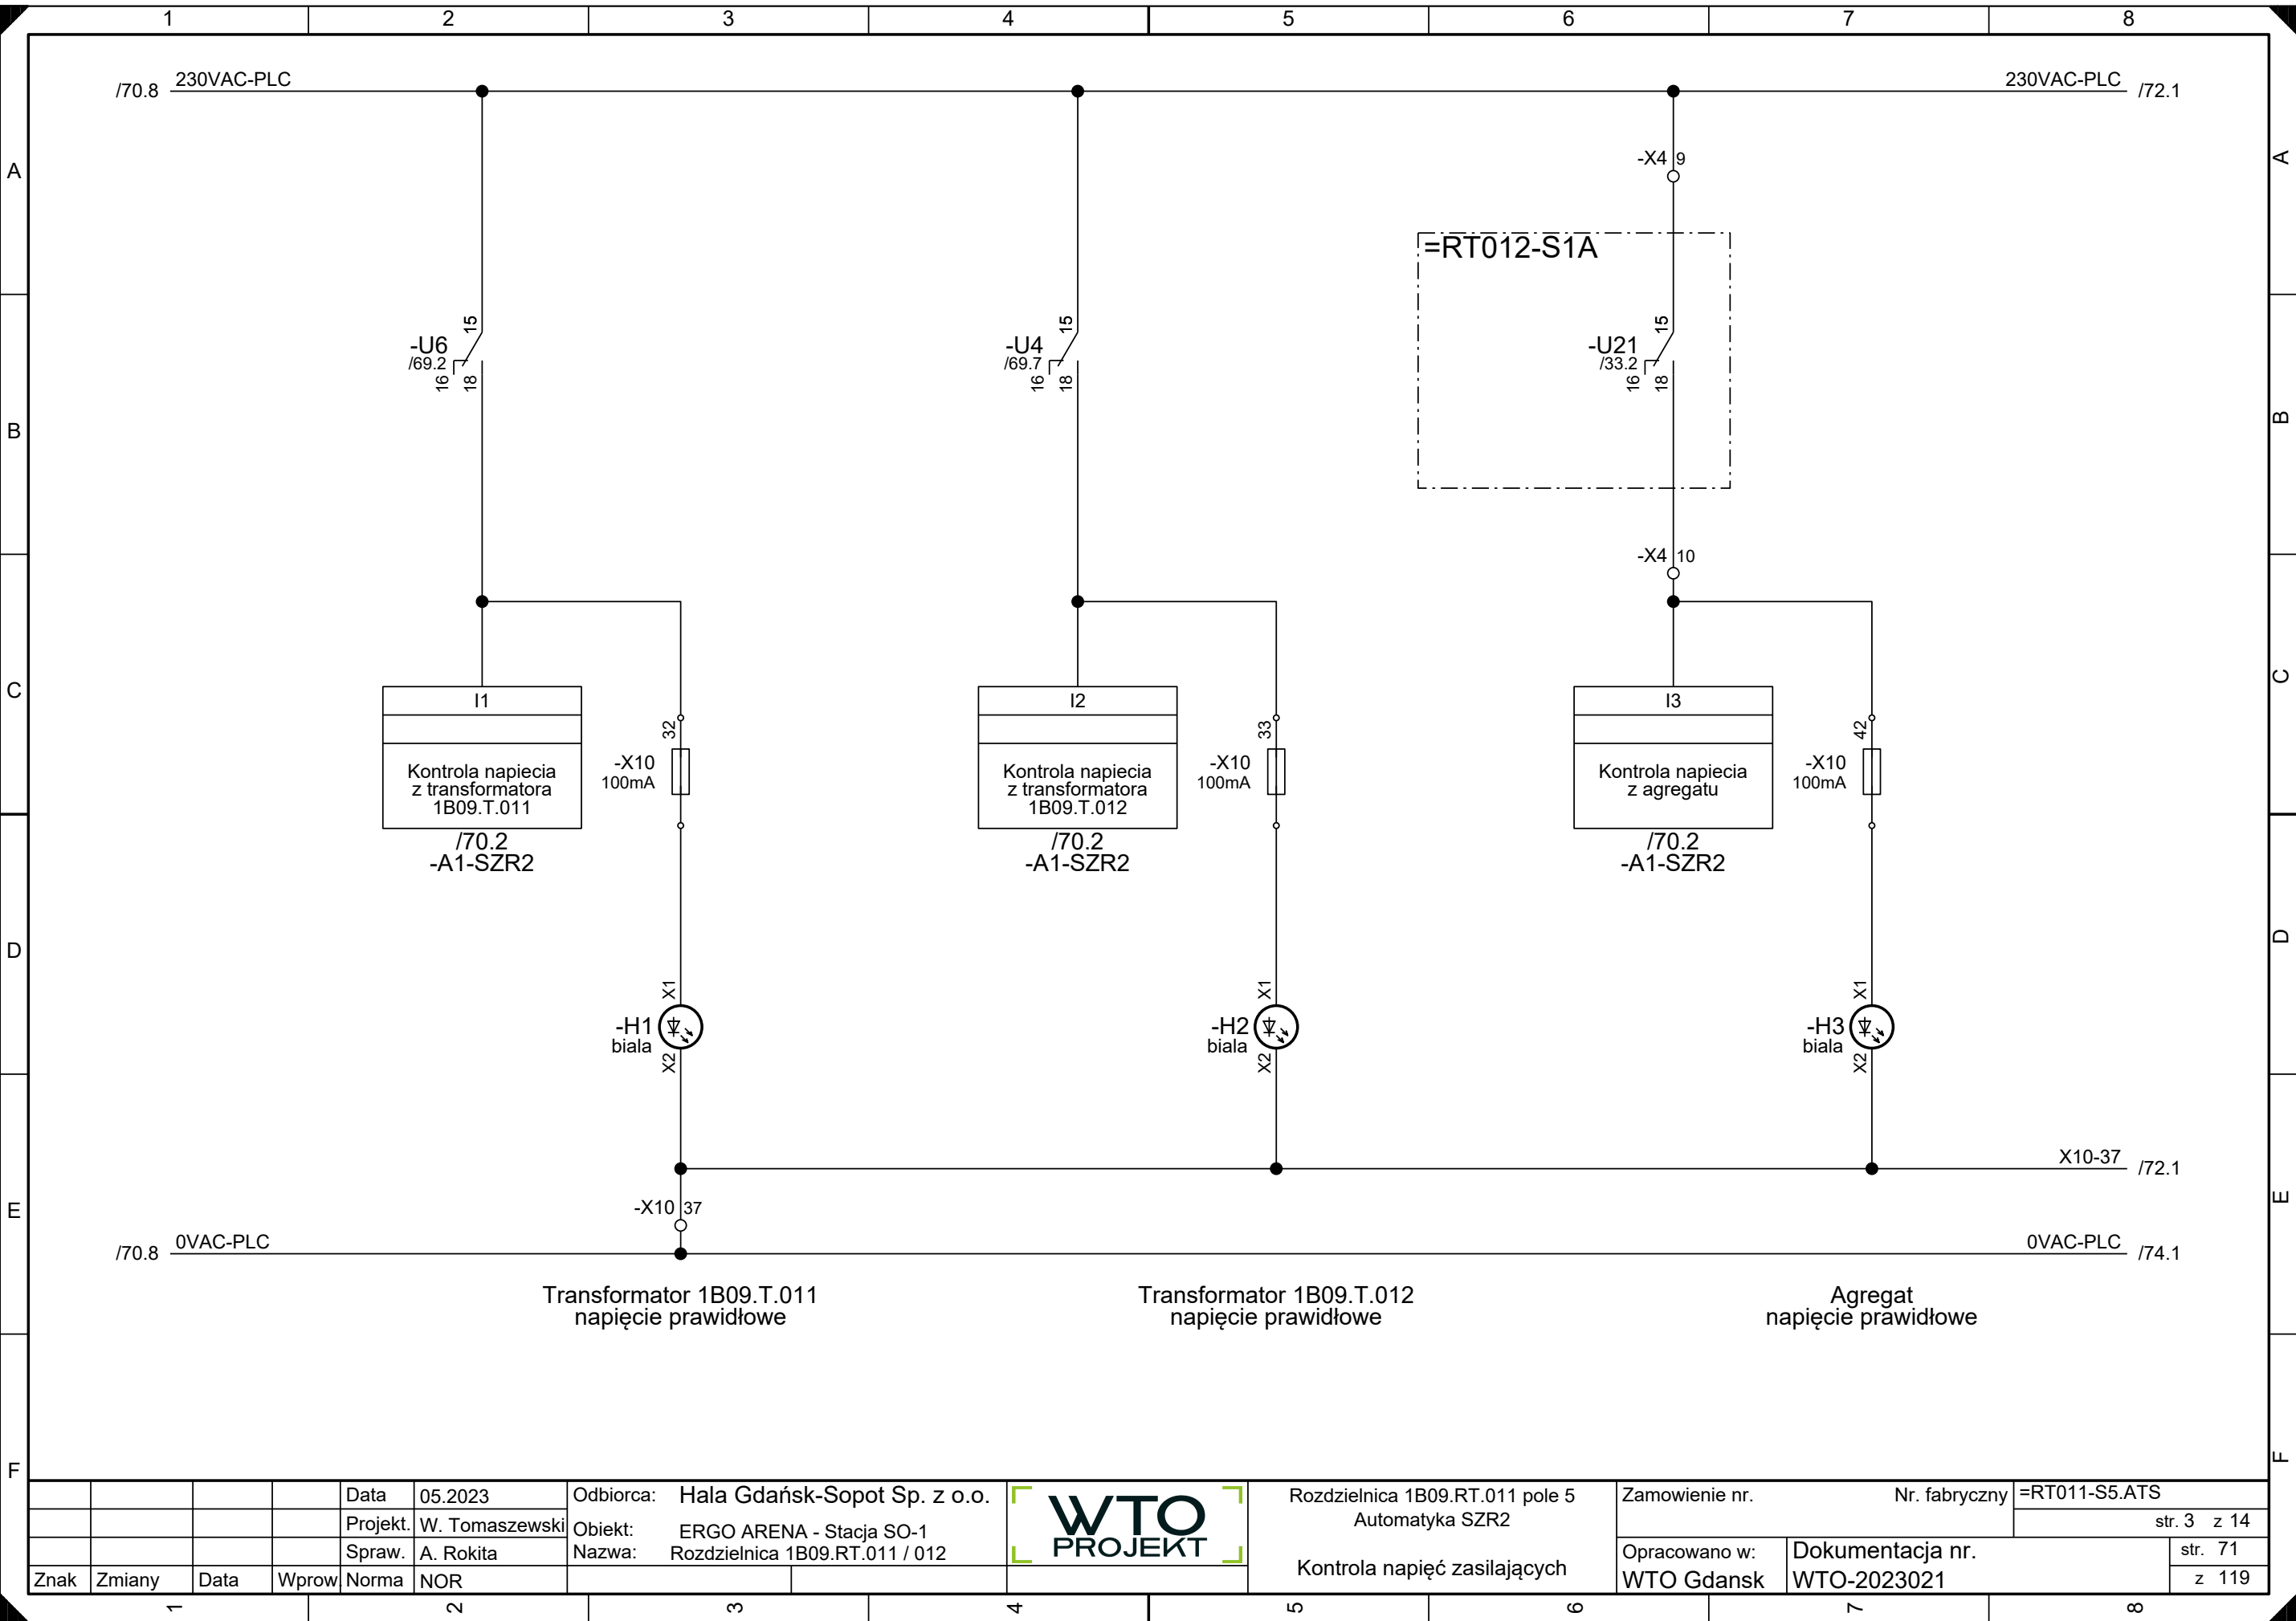 1 2 3 4 5 6 7 8
/70.8 230VAC-PLC 230VAC-PLC /72.1
A A
-X4 9
=RT012-S1A
15 15 15
-U6 -U4 -U21
/69.2 /69.7 /33.2
16 18 16 18 16 18
B B
-X4 10
C C
I1 I2 I3
32 33 42
Kontrola napiecia
z transformatora
1B09.T.011
/70.2
-A1-SZR2
-X10
100mA
Kontrola napiecia
z transformatora
1B09.T.012
/70.2
-A1-SZR2
-X10
100mA
Kontrola napiecia
z agregatu
/70.2
-A1-SZR2
-X10
100mA
D D
X1 X1 X1
-H1 -H2 -H3
biala biala biala
X2 X2 X2
X10-37 /72.1
E E
-X10 37
/70.8 0VAC-PLC 0VAC-PLC /74.1
Transformator 1B09.T.011
napięcie prawidłowe
Transformator 1B09.T.012
napięcie prawidłowe
Agregat
napięcie prawidłowe
F F
Data 05.2023
Projekt. W. Tomaszewski
Spraw. A. Rokita
Znak Zmiany Data Wprow. Norma NOR
Odbiorca: Hala Gdańsk-Sopot Sp. z o.o.
Obiekt: ERGO ARENA - Stacja SO-1
Nazwa: Rozdzielnica 1B09.RT.011 / 012
WTO
PROJEKT
Rozdzielnica 1B09.RT.011 pole 5
Automatyka SZR2
Kontrola napięć zasilających
Zamowienie nr. Nr. fabryczny =RT011-S5.ATS
str. 3 z 14
Opracowano w: Dokumentacja nr. str. 71
WTO Gdansk WTO-2023021 z 119
1 2 3 4 5 6 7 8